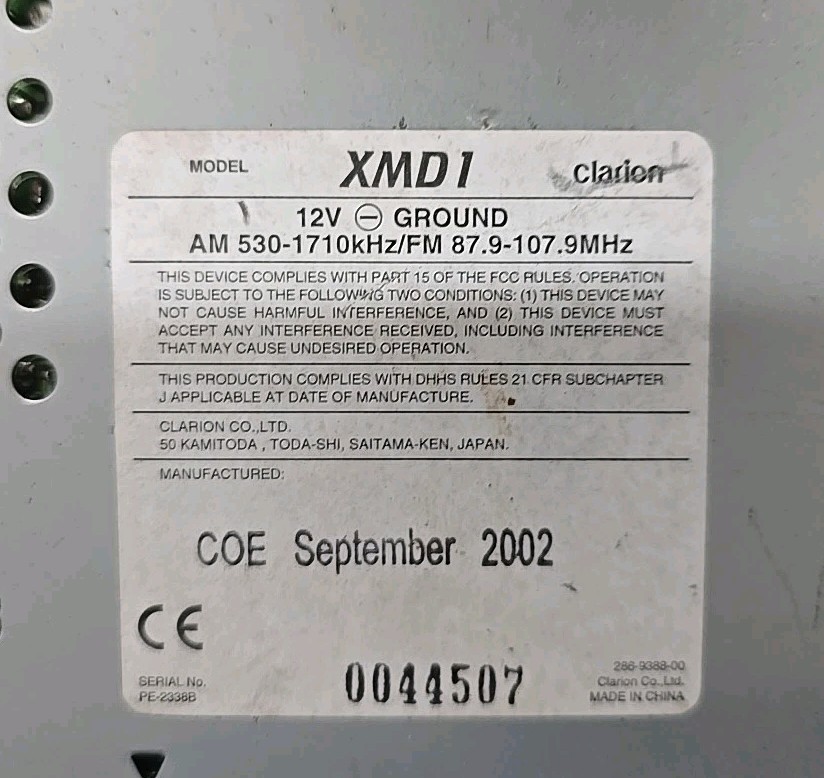 MODEL XMD1 clarion
12V ⊖ GROUND
AM 530-1710kHz/FM 87.9-107.9MHz
THIS DEVICE COMPLIES WITH PART 15 OF THE FCC RULES. OPERATION
IS SUBJECT TO THE FOLLOWING TWO CONDITIONS: (1) THIS DEVICE MAY
NOT CAUSE HARMFUL INTERFERENCE, AND (2) THIS DEVICE MUST
ACCEPT ANY INTERFERENCE RECEIVED, INCLUDING INTERFERENCE
THAT MAY CAUSE UNDESIRED OPERATION.
THIS PRODUCTION COMPLIES WITH DHHS RULES 21 CFR SUBCHAPTER
J APPLICABLE AT DATE OF MANUFACTURE.
CLARION CO.,LTD.
50 KAMITODA , TODA-SHI, SAITAMA-KEN, JAPAN.
MANUFACTURED:
COE September 2002
CE
SERIAL No.
PE-2338B
0044507
286-9388-00
Clarion Co.,Ltd.
MADE IN CHINA